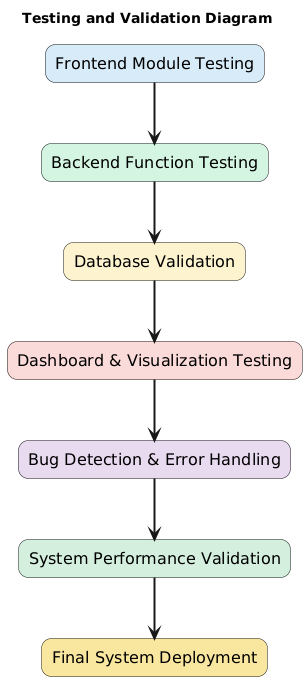 Testing and Validation Diagram
Frontend Module Testing
Backend Function Testing
Database Validation
Dashboard & Visualization Testing
Bug Detection & Error Handling
System Performance Validation
Final System Deployment